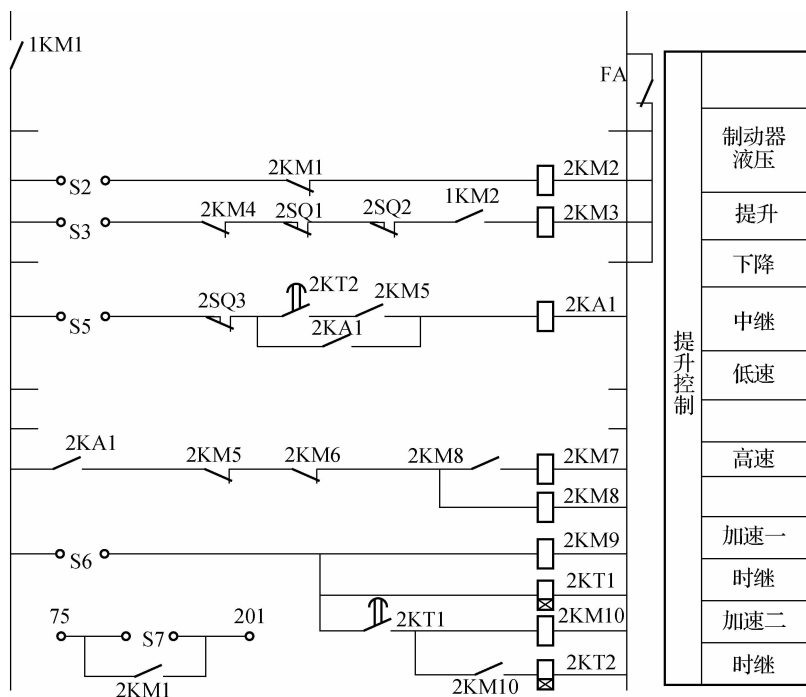 1KM1
FA
制动器
液压
2KM1
2KM2
S2
2KM4
2SQ1
2SQ2
1KM2
2KM3
提升
S3
下降
2KT2
2SQ3
2KM5
2KA1
中继
S5
2KA1
提升控制
低速
2KA1
2KM5
2KM6
2KM8
2KM7
高速
2KM8
2KM9
加速一
S6
2KT1
时继
75
201
2KT1
2KM10
加速二
S7
2KT2
时继
2KM1
2KM10